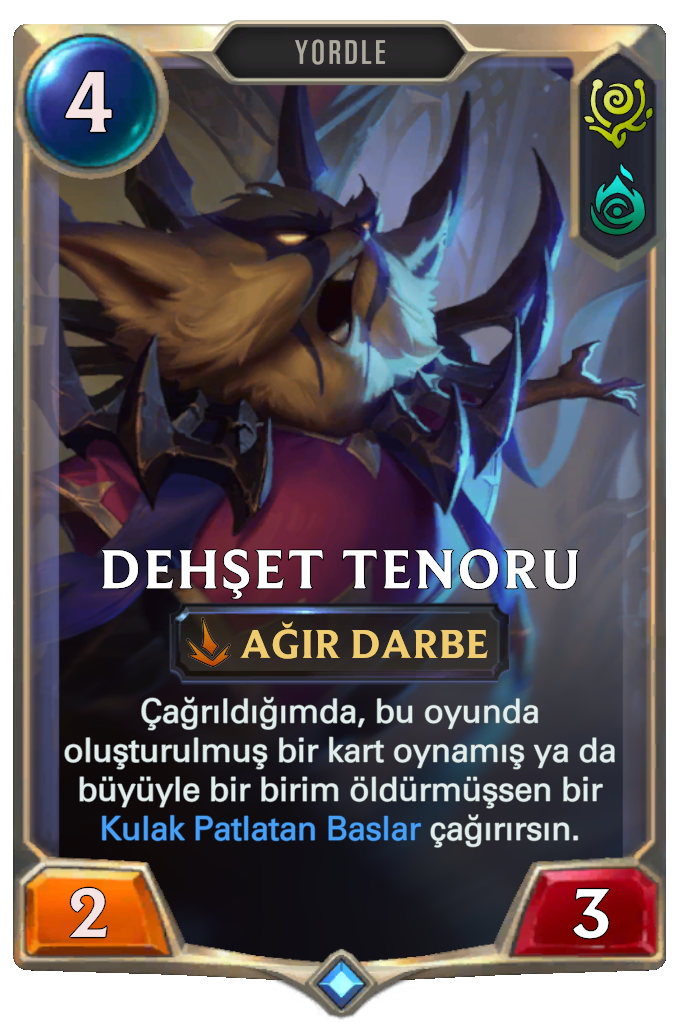 YORDLE
4
DEHŞET TENORU
AĞIR DARBE
Çağrıldığımda, bu oyunda
oluşturulmuş bir kart oynamış ya da
büyüyle bir birim öldürmüşsen bir
Kulak Patlatan Baslar çağırırsın.
2
3